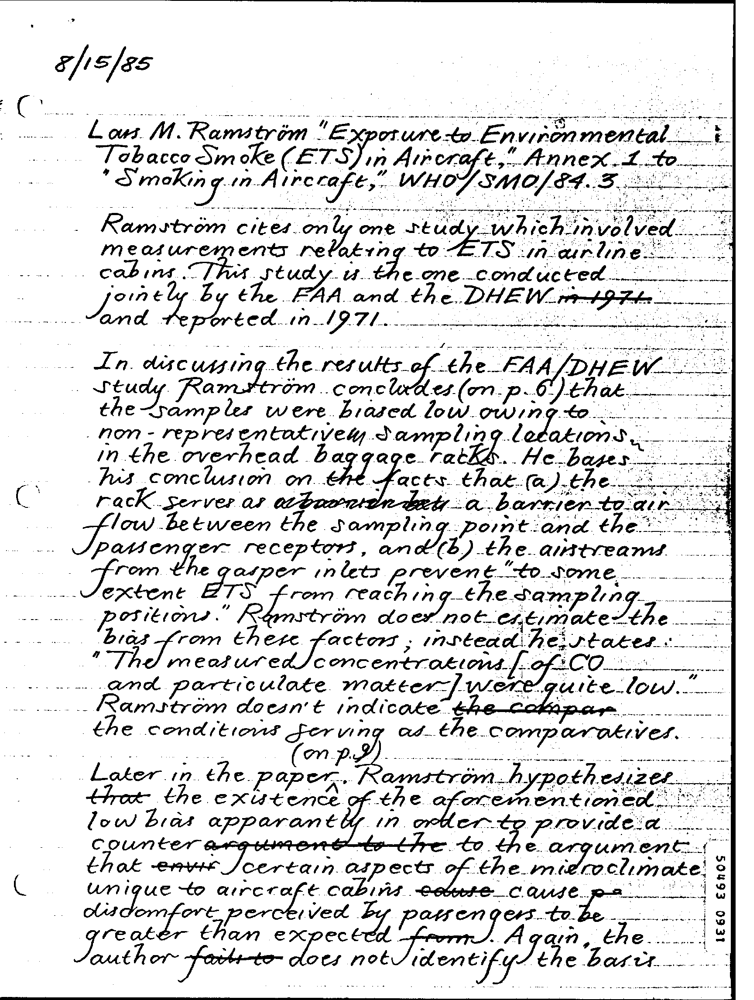 8/15/85
Lars M. Ramström "Exposure to Environmental
Tobacco Smoke (ETS) in Aircraft," Annex 1 to
"Smoking in Aircraft," WHO/SMO/84.3
Ramström cites only one study which involved
measurements relating to ETS in airline
cabins. This study is the one conducted
jointly by the FAA and the DHEW in 1971.
and reported in 1971.
In discussing the results of the FAA/DHEW
study Ramström concludes (on p. 6) that
the samples were biased low owing to
non-representatively sampling locations
in the overhead baggage racks. He bases
his conclusion on the facts that (a) the
rack serves as a barrier to air
flow between the sampling point and the
passenger receptors, and (b) the airstreams
from the gasper inlets prevent "to some
extent ETS from reaching the sampling
positions." Ramström does not estimate the
bias from these factors; instead he states:
"The measured concentrations [of CO
and particulate matter] were quite low."
Ramström doesn't indicate the compar
the conditions serving as the comparatives.
(on p.9)
Later in the paper, Ramström hypothesizes
that the existence of the aforementioned
low bias apparantly in order to provide a
counter argument to the to the argument
that envir certain aspects of the microclimate
unique to aircraft cabins cause cause pe
discomfort perceived by passengers to be
greater than expected from. Again, the
author fails to does not identify the basis
50493 0931